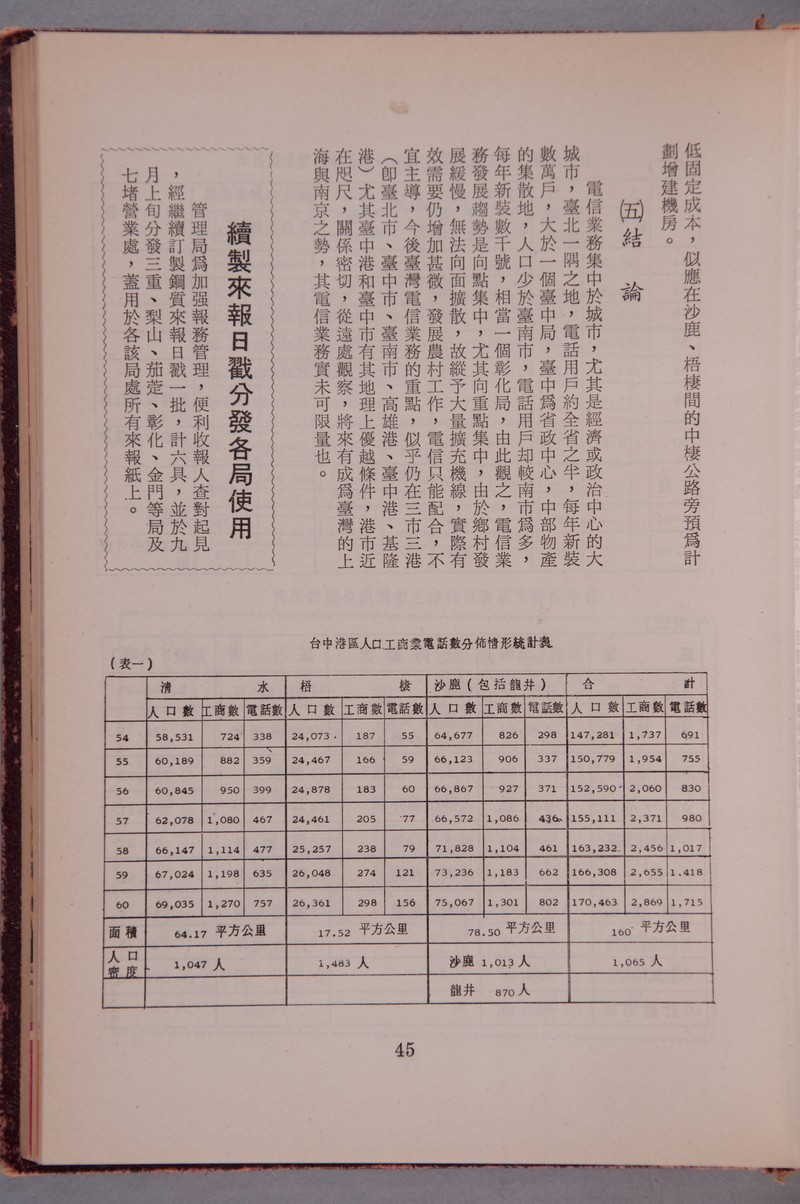 低固定成本，似應在沙鹿、梧棲間的中棲公路旁預爲計
劃增建機房。
㈤結論
電信業務集中於城市，尤其是經濟或政治中心的大
城市，臺北一隅之地，電話用戶約全省之半，每年新裝
數萬戶，大於一個臺中局，臺中爲省政中心，中部物產
的集散地，人口少於臺南市，電話用戶却較南市爲多，
每年新裝數千號，相當一個彰化局，由此觀之，電信業
務發展趨勢是向點集中，尤其向重點集中，由於鄉村發
展緩慢，無法向面擴散，故縱予大量擴充機線，實際有
效需要仍增加甚微，發展農村工作，電信只能配合，不
宜主導，今後臺灣電信業務的重點，似乎仍在三市三港
（卽臺北市、臺中市、臺南市、高雄港、臺中港、基隆
港）尤其臺中港和臺中市有其地理上優越條件，港市近
在咫尺，關係密切，從遠處觀察，將來有成爲臺灣的上
海與南京之勢，其電信業務實未可限量也。
續製來報日戳分發各局使用
管理局爲加强報務管理，便利收報人查對起見
，經繼續訂製鋼質來報日戳一批，計六具，並於九
月上旬分發三重、梨山、茄萣、彰化、金門等局及
七堵營業處，蓋用於各該局處所有來報紙上。
台中港區人口工商業電話數分佈情形統計表
（表一）
清水 梧棲 沙鹿（包括龍井） 合計
人口數 工商數 電話數 人口數 工商數 電話數 人口數 工商數 電話數 人口數 工商數 電話數
54 58,531 724 338 24,073 187 55 64,677 826 298 147,281 1,737 691
55 60,189 882 359 24,467 166 59 66,123 906 337 150,779 1,954 755
56 60,845 950 399 24,878 183 60 66,867 927 371 152,590 2,060 830
57 62,078 1,080 467 24,461 205 77 66,572 1,086 436 155,111 2,371 980
58 66,147 1,114 477 25,257 238 79 71,828 1,104 461 163,232 2,456 1,017
59 67,024 1,198 635 26,048 274 121 73,236 1,183 662 166,308 2,655 1.418
60 69,035 1,270 757 26,361 298 156 75,067 1,301 802 170,463 2,869 1,715
面積 64.17 平方公里 17.52 平方公里 78.50 平方公里 160 平方公里
人口密度 1,047 人 1,483 人 沙鹿 1,013 人 1,065 人
龍井 870 人
45